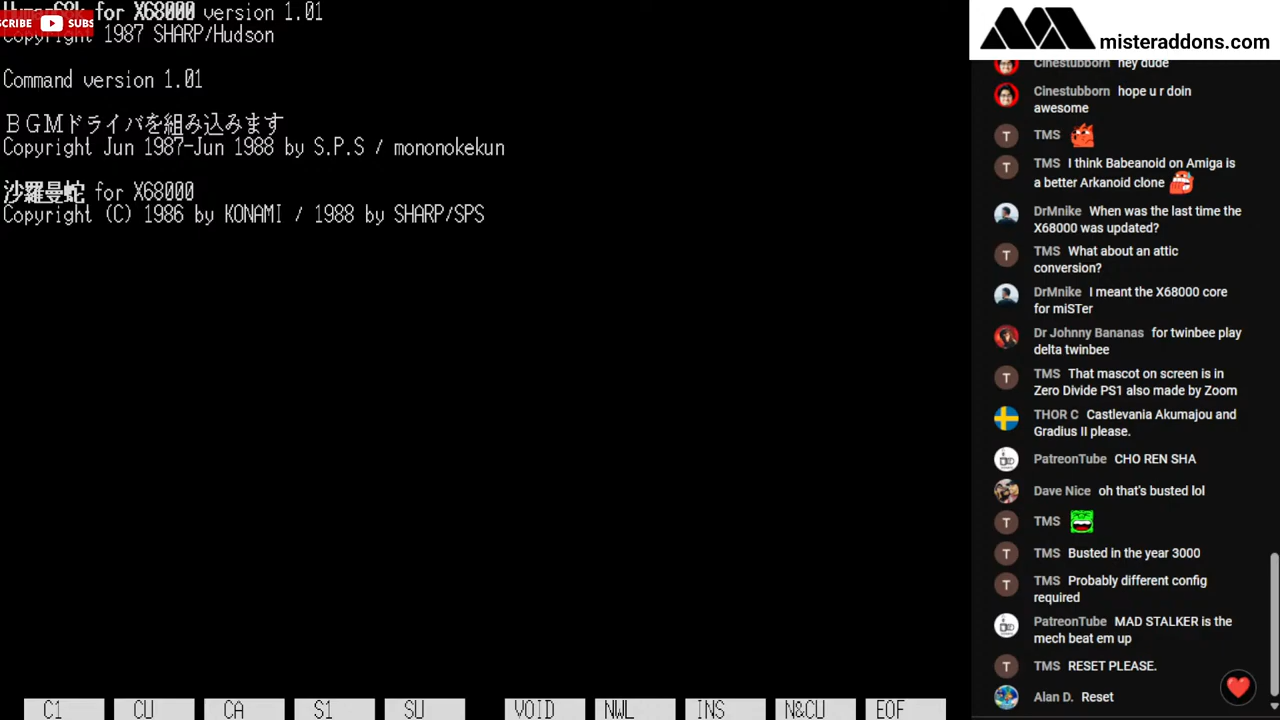 Human68k for X68000 version 1.01
SCRIBE SUBS
Copyright 1987 SHARP/Hudson
Command version 1.01
BGMドライバを組み込みます
Copyright Jun 1987-Jun 1988 by S.P.S / mononokekun
沙羅曼蛇 for X68000
Copyright (C) 1986 by KONAMI / 1988 by SHARP/SPS
C1 CU CA S1 SU VOID NWL INS N&CU EOF
misteraddons.com
Cinestubborn hey dude
Cinestubborn hope u r doin
awesome
T TMS
T TMS I think Babeanoid on Amiga is
a better Arkanoid clone
DrMnike When was the last time the
X68000 was updated?
T TMS What about an attic
conversion?
DrMnike I meant the X68000 core
for miSTer
Dr Johnny Bananas for twinbee play
delta twinbee
T TMS That mascot on screen is in
Zero Divide PS1 also made by Zoom
THOR C Castlevania Akumajou and
Gradius II please.
PatreonTube CHO REN SHA
Dave Nice oh that's busted lol
T TMS
T TMS Busted in the year 3000
T TMS Probably different config
required
PatreonTube MAD STALKER is the
mech beat em up
T TMS RESET PLEASE.
Alan D. Reset